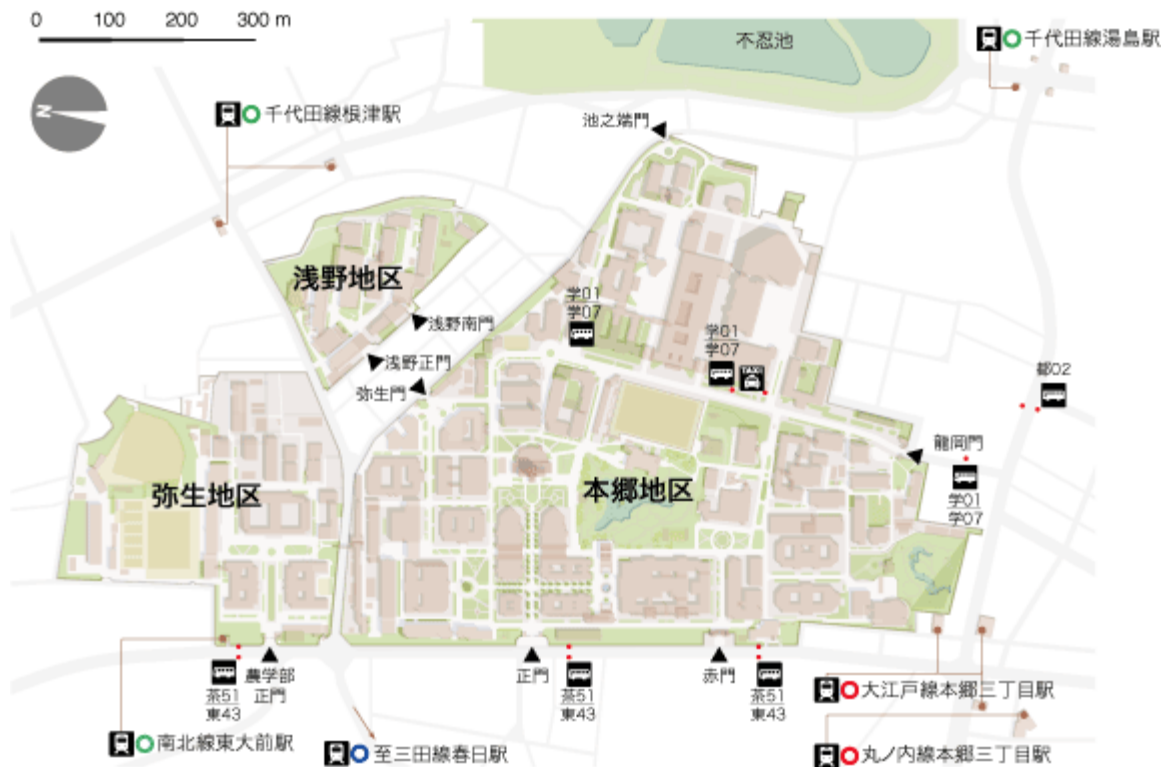 0 100 200 300 m
不忍池
千代田線湯島駅
N
千代田線根津駅
池之端門
浅野地区
学01
学07
浅野南門
学01
学07
TAXI
浅野正門
都02
弥生門
龍岡門
弥生地区
本郷地区
学01
学07
農学部
正門
正門
赤門
茶51
東43
茶51
東43
茶51
東43
大江戸線本郷三丁目駅
南北線東大前駅
至三田線春日駅
丸ノ内線本郷三丁目駅